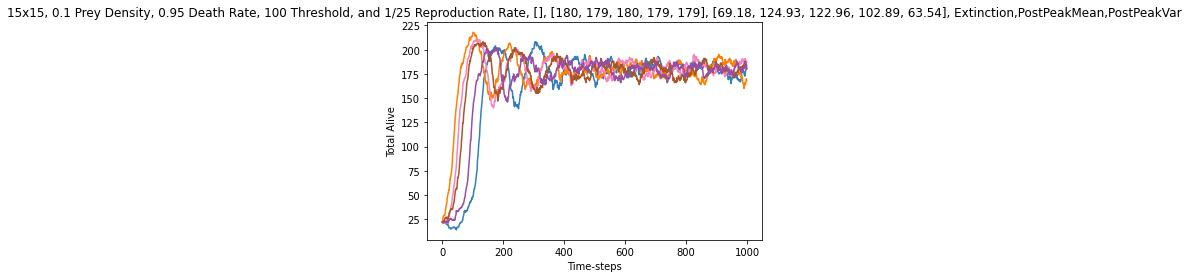 15x15, 0.1 Prey Density, 0.95 Death Rate, 100 Threshold, and 1/25 Reproduction Rate, [], [180, 179, 180, 179, 179], [69.18, 124.93, 122.96, 102.89, 63.54], Extinction,PostPeakMean,PostPeakVar
225
200
175
150
125
100
75
50
25
Total Alive
0 200 400 600 800 1000
Time-steps